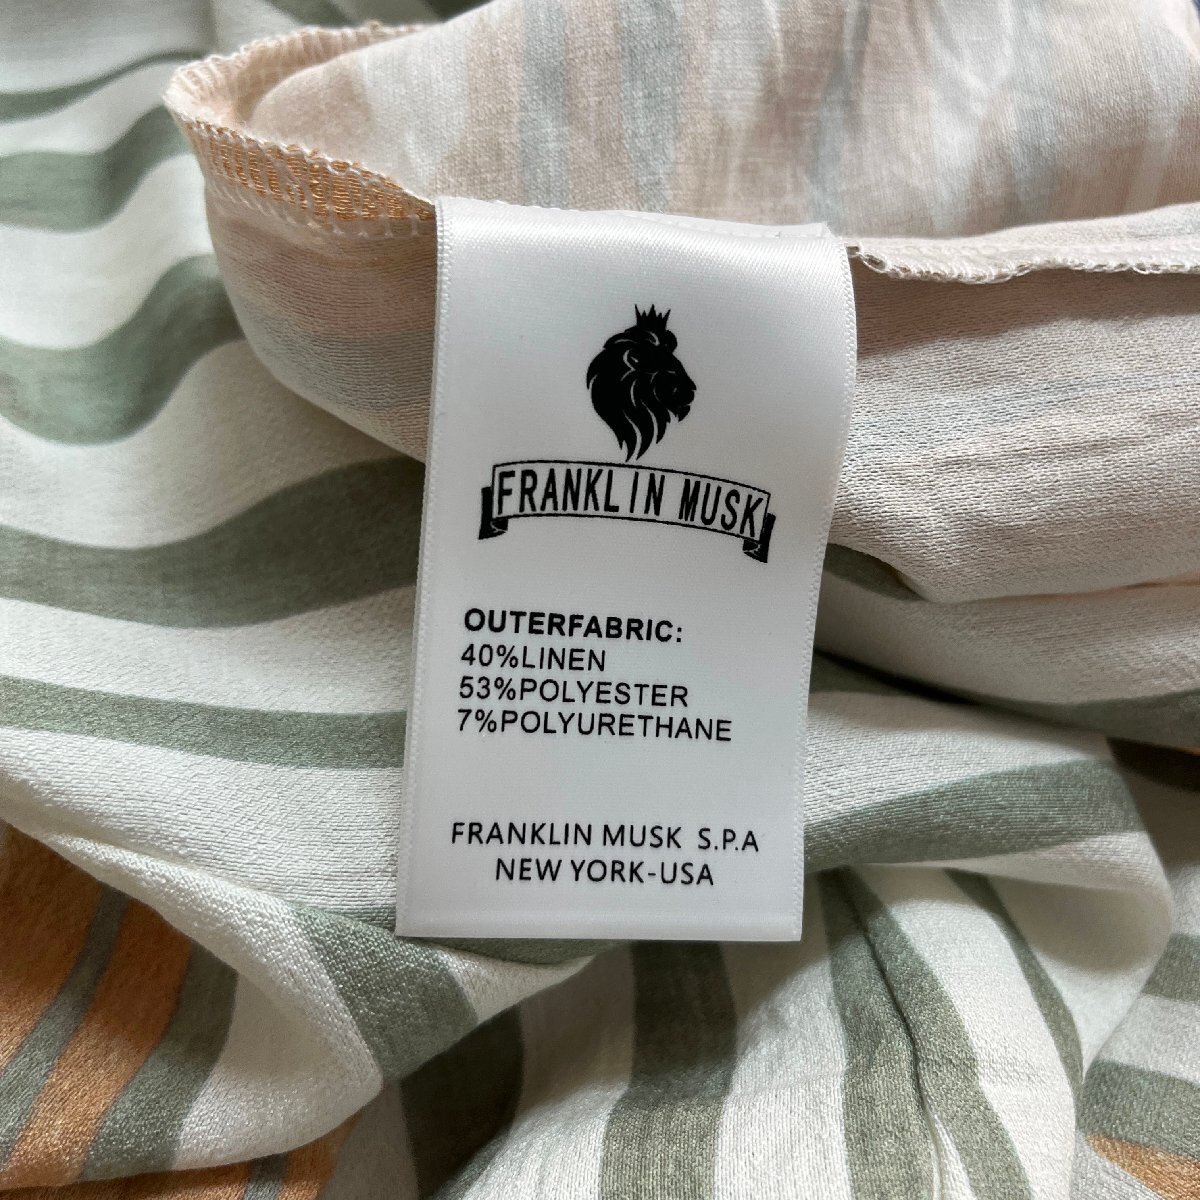 FRANKLIN MUSK
OUTERFABRIC:
40%LINEN
53%POLYESTER
7%POLYURETHANE
FRANKLIN MUSK S.P.A
NEW YORK-USA